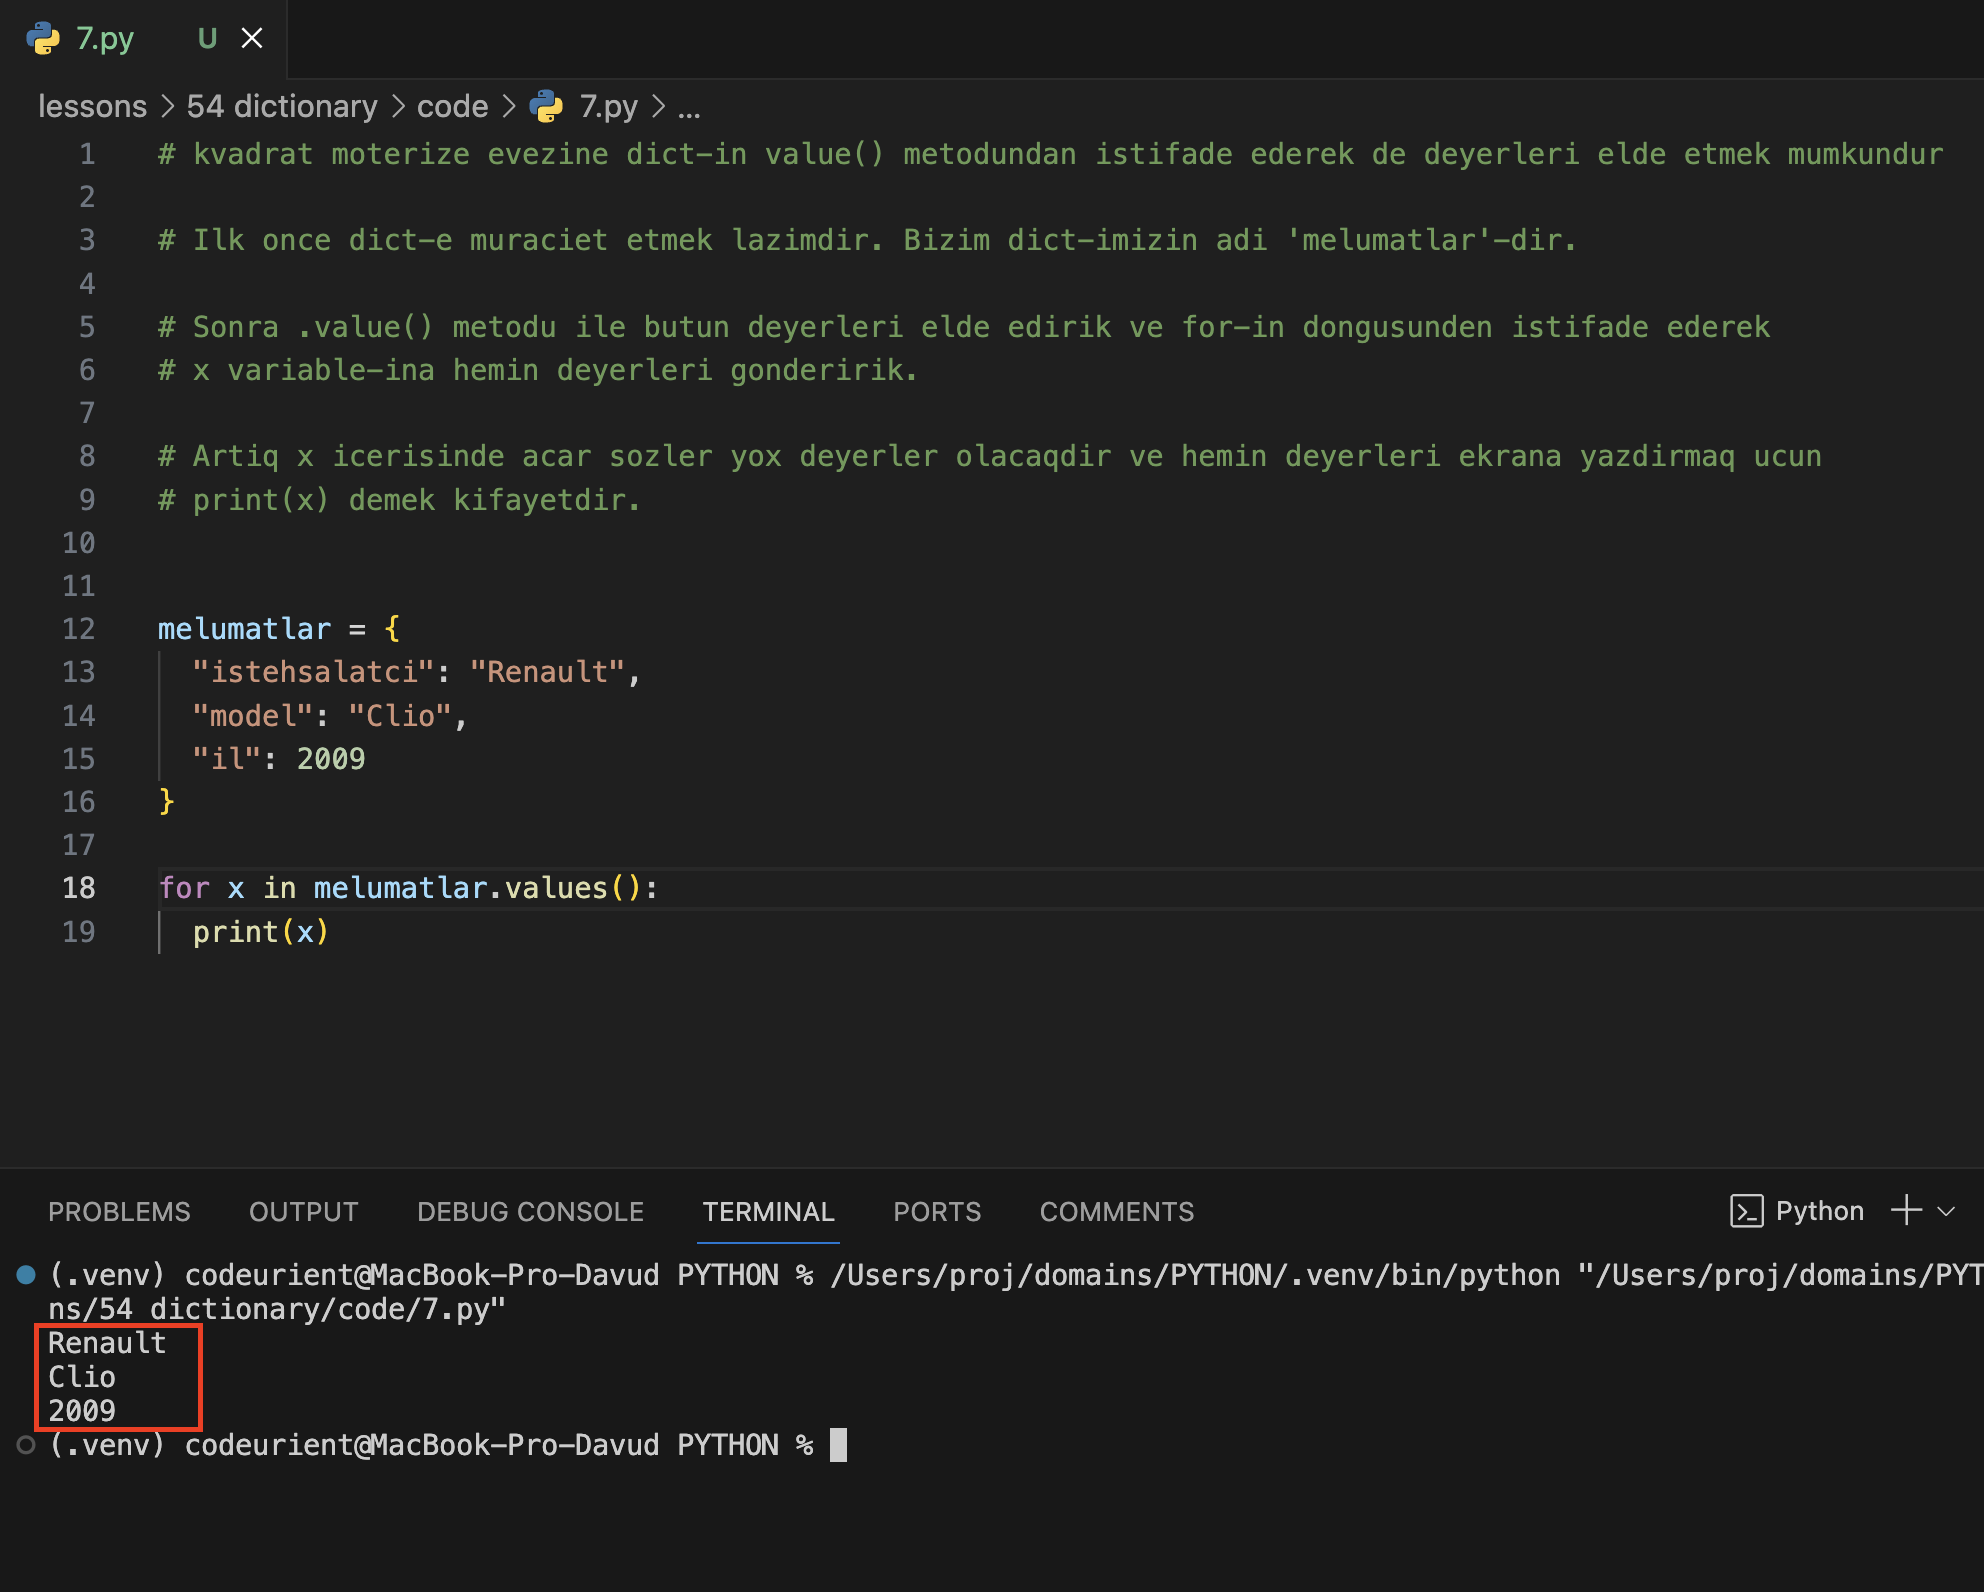 7.py U
lessons > 54 dictionary > code > 7.py > ...
1 # kvadrat moterize evezine dict-in value() metodundan istifade ederek de deyerleri elde etmek mumkundur
2
3 # Ilk once dict-e muraciet etmek lazimdir. Bizim dict-imizin adi 'melumatlar'-dir.
4
5 # Sonra .value() metodu ile butun deyerleri elde edirik ve for-in dongusunden istifade ederek
6 # x variable-ina hemin deyerleri gonderirik.
7
8 # Artiq x icerisinde acar sozler yox deyerler olacaqdir ve hemin deyerleri ekrana yazdirmaq ucun
9 # print(x) demek kifayetdir.
10
11
12 melumatlar = {
13 "istehsalatci": "Renault",
14 "model": "Clio",
15 "il": 2009
16 }
17
18 for x in melumatlar.values():
19 print(x)
PROBLEMS OUTPUT DEBUG CONSOLE TERMINAL PORTS COMMENTS Python
(.venv) codeurient@MacBook-Pro-Davud PYTHON % /Users/proj/domains/PYTHON/.venv/bin/python "/Users/proj/domains/PYT
ns/54 dictionary/code/7.py"
Renault
Clio
2009
(.venv) codeurient@MacBook-Pro-Davud PYTHON %